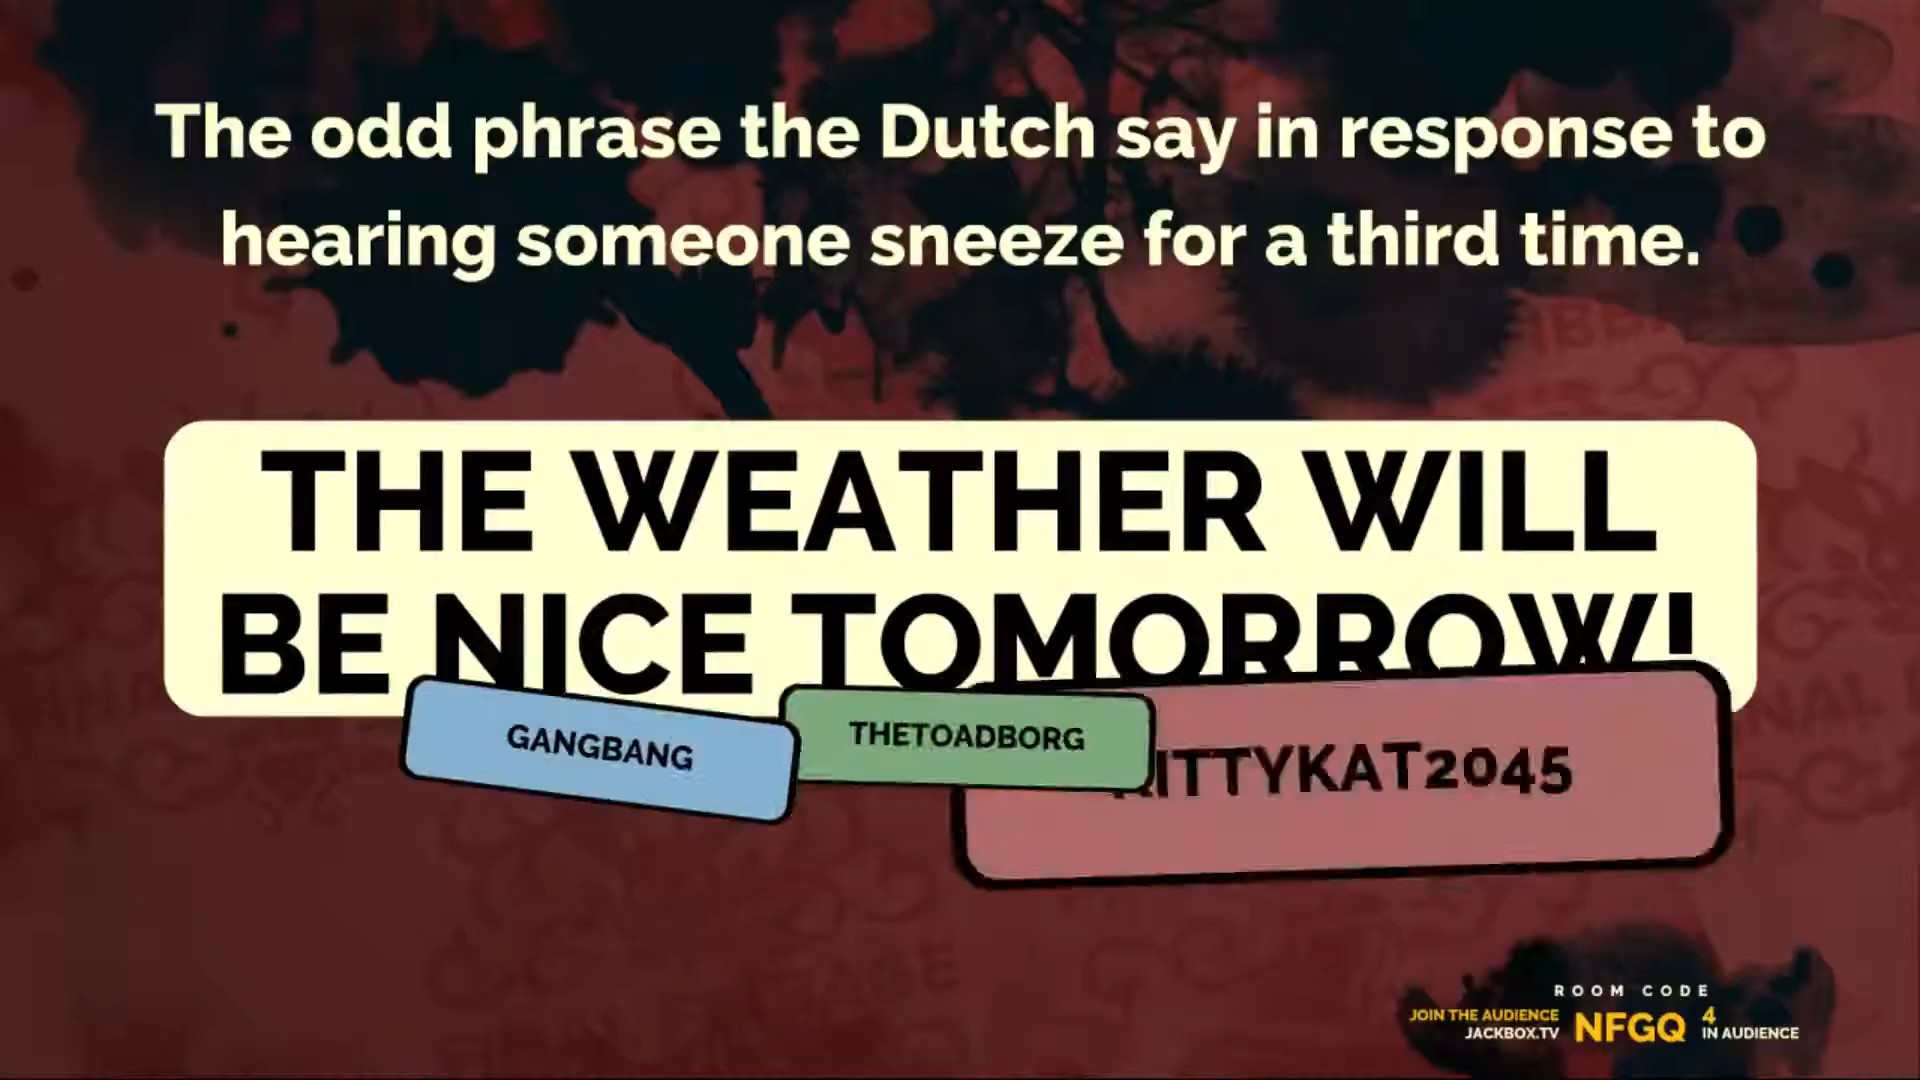 The odd phrase the Dutch say in response to
hearing someone sneeze for a third time.
THE WEATHER WILL
BE NICE TOMORROW!
GANGBANG
THETOADBORG
KITTYKAT2045
ROOM CODE
JOIN THE AUDIENCE
JACKBOX.TV
NFGQ
4
IN AUDIENCE